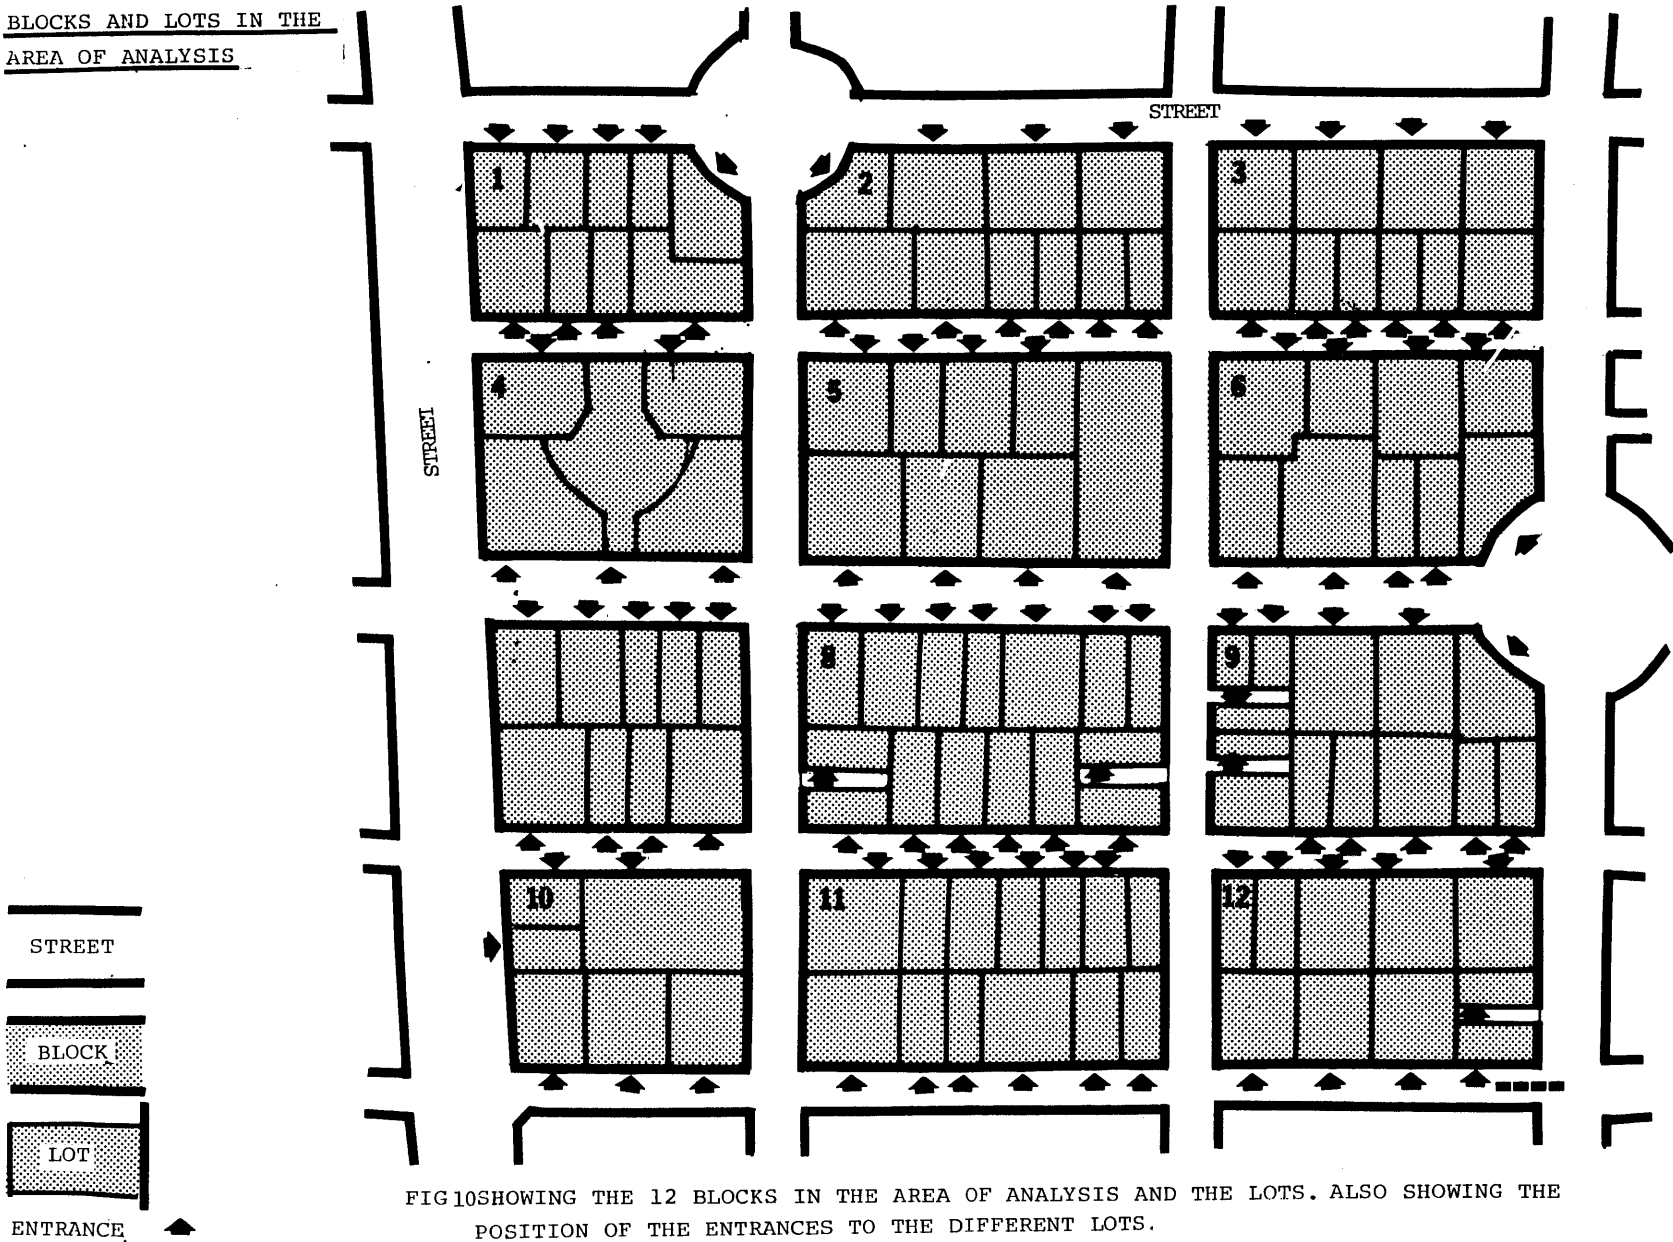 BLOCKS AND LOTS IN THE
AREA OF ANALYSIS
STREET
1
2
3
STREET
4
5
6
8
9
10
11
12
STREET
BLOCK
LOT
ENTRANCE
FIG 10 SHOWING THE 12 BLOCKS IN THE AREA OF ANALYSIS AND THE LOTS. ALSO SHOWING THE
POSITION OF THE ENTRANCES TO THE DIFFERENT LOTS.